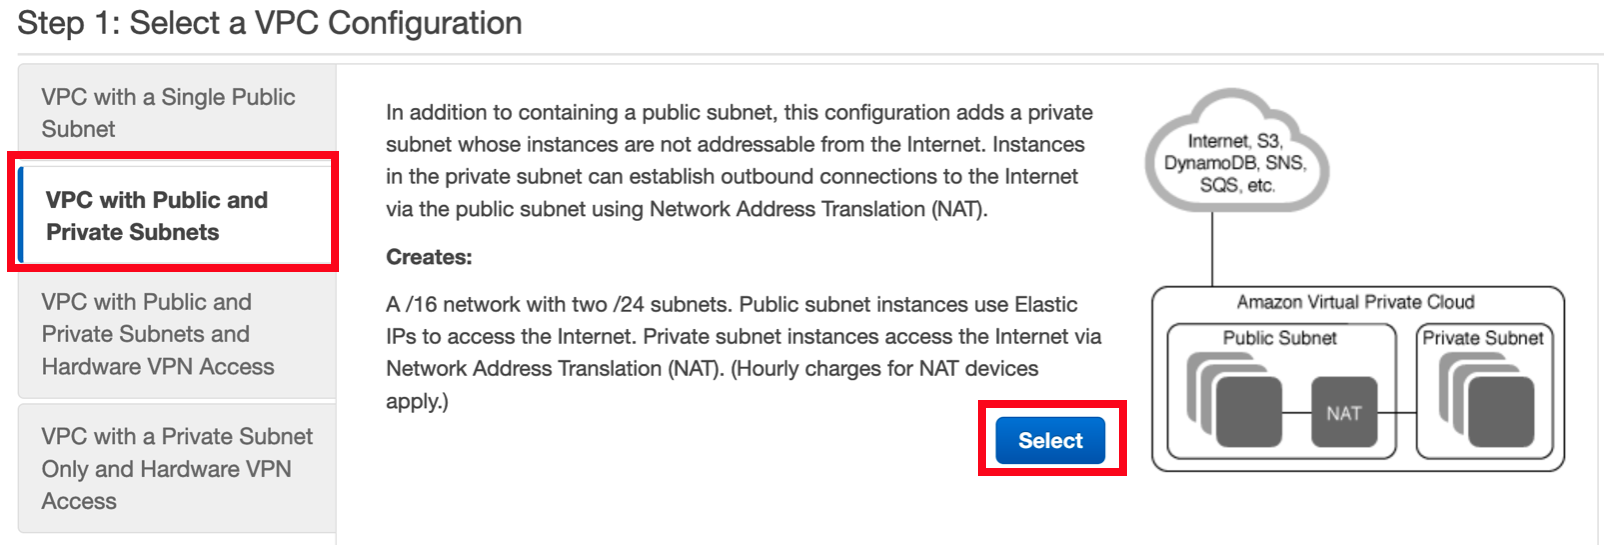 Step 1: Select a VPC Configuration
VPC with a Single Public
Subnet
VPC with Public and
Private Subnets
VPC with Public and
Private Subnets and
Hardware VPN Access
VPC with a Private Subnet
Only and Hardware VPN
Access
In addition to containing a public subnet, this configuration adds a private
subnet whose instances are not addressable from the Internet. Instances
in the private subnet can establish outbound connections to the Internet
via the public subnet using Network Address Translation (NAT).
Creates:
A /16 network with two /24 subnets. Public subnet instances use Elastic
IPs to access the Internet. Private subnet instances access the Internet via
Network Address Translation (NAT). (Hourly charges for NAT devices
apply.)
Select
Internet, S3,
DynamoDB, SNS,
SQS, etc.
Amazon Virtual Private Cloud
Public Subnet
Private Subnet
NAT